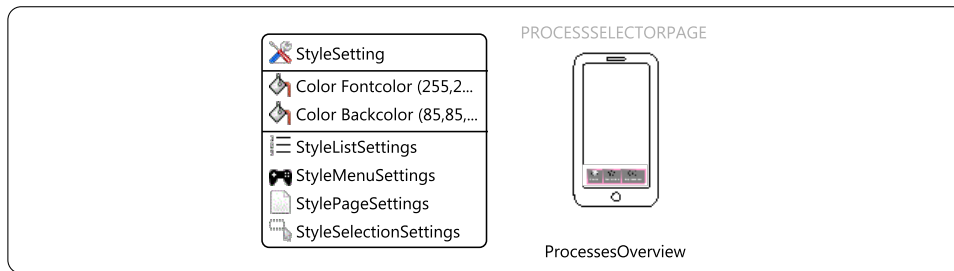 PROCESSSELECTORPAGE
StyleSetting
Color Fontcolor (255,2...
Color Backcolor (85,85,...
StyleListSettings
StyleMenuSettings
StylePageSettings
StyleSelectionSettings
ProcessesOverview